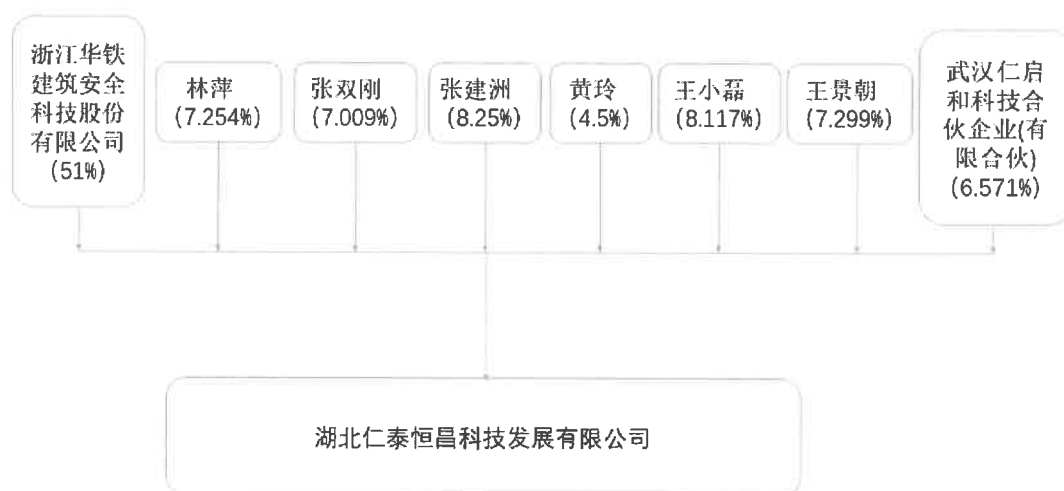 浙江华铁
建筑安全
科技股份
有限公司
(51%)
林萍
(7.254%)
张双刚
(7.009%)
张建洲
(8.25%)
黄玲
(4.5%)
王小磊
(8.117%)
王景朝
(7.299%)
武汉仁启
和科技合
伙企业(有
限合伙)
(6.571%)
湖北仁泰恒昌科技发展有限公司